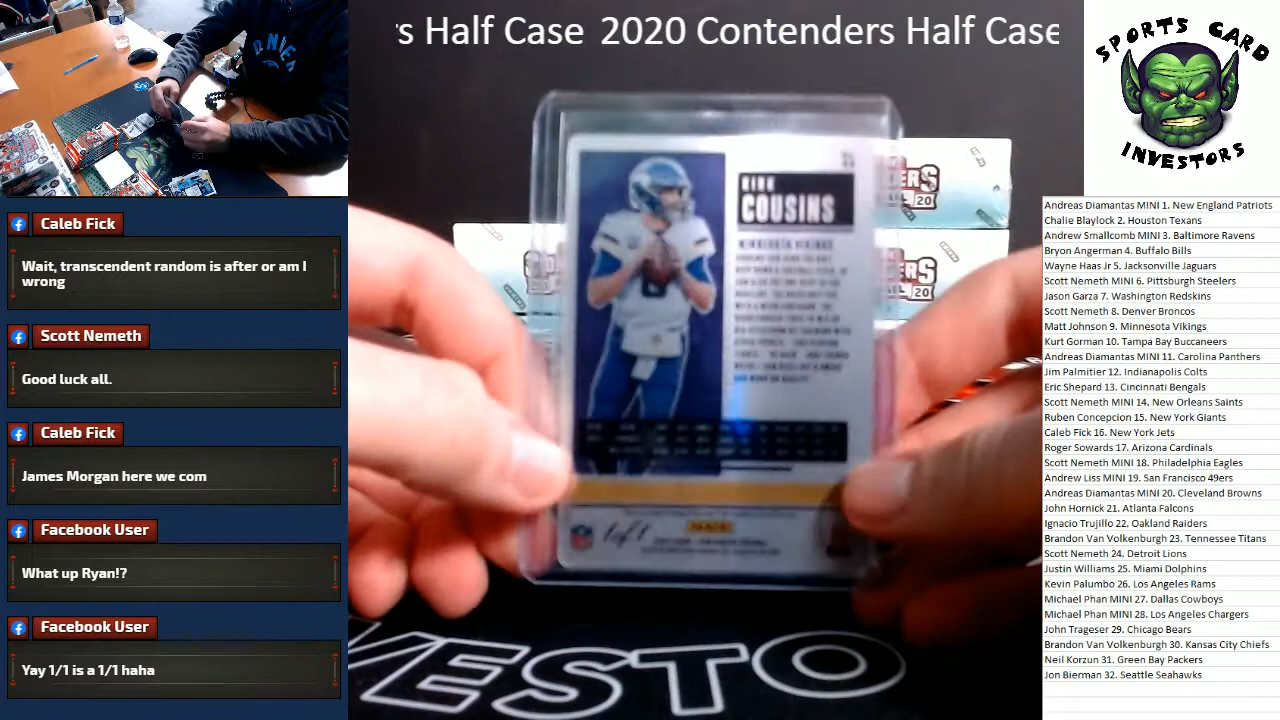 s Half Case 2020 Contenders Half Case
SPORTS CARD
INVESTORS
Caleb Fick
Wait, transcendent random is after or am I
wrong
Scott Nemeth
Good luck all.
Caleb Fick
James Morgan here we com
Facebook User
What up Ryan!?
Facebook User
Yay 1/1 is a 1/1 haha
KIRK
COUSINS
MINNESOTA VIKINGS
1 of 1
PANINI
NFL
20
20
VESTO
Andreas Diamantas MINI 1. New England Patriots
Chalie Blaylock 2. Houston Texans
Andrew Smallcomb MINI 3. Baltimore Ravens
Bryon Angerman 4. Buffalo Bills
Wayne Haas Jr 5. Jacksonville Jaguars
Scott Nemeth MINI 6. Pittsburgh Steelers
Jason Garza 7. Washington Redskins
Scott Nemeth 8. Denver Broncos
Matt Johnson 9. Minnesota Vikings
Kurt Gorman 10. Tampa Bay Buccaneers
Andreas Diamantas MINI 11. Carolina Panthers
Jim Palmitier 12. Indianapolis Colts
Eric Shepard 13. Cincinnati Bengals
Scott Nemeth MINI 14. New Orleans Saints
Ruben Concepcion 15. New York Giants
Caleb Fick 16. New York Jets
Roger Sowards 17. Arizona Cardinals
Scott Nemeth MINI 18. Philadelphia Eagles
Andrew Liss MINI 19. San Francisco 49ers
Andreas Diamantas MINI 20. Cleveland Browns
John Hornick 21. Atlanta Falcons
Ignacio Trujillo 22. Oakland Raiders
Brandon Van Volkenburgh 23. Tennessee Titans
Scott Nemeth 24. Detroit Lions
Justin Williams 25. Miami Dolphins
Kevin Palumbo 26. Los Angeles Rams
Michael Phan MINI 27. Dallas Cowboys
Michael Phan MINI 28. Los Angeles Chargers
John Trageser 29. Chicago Bears
Brandon Van Volkenburgh 30. Kansas City Chiefs
Neil Korzun 31. Green Bay Packers
Jon Bierman 32. Seattle Seahawks